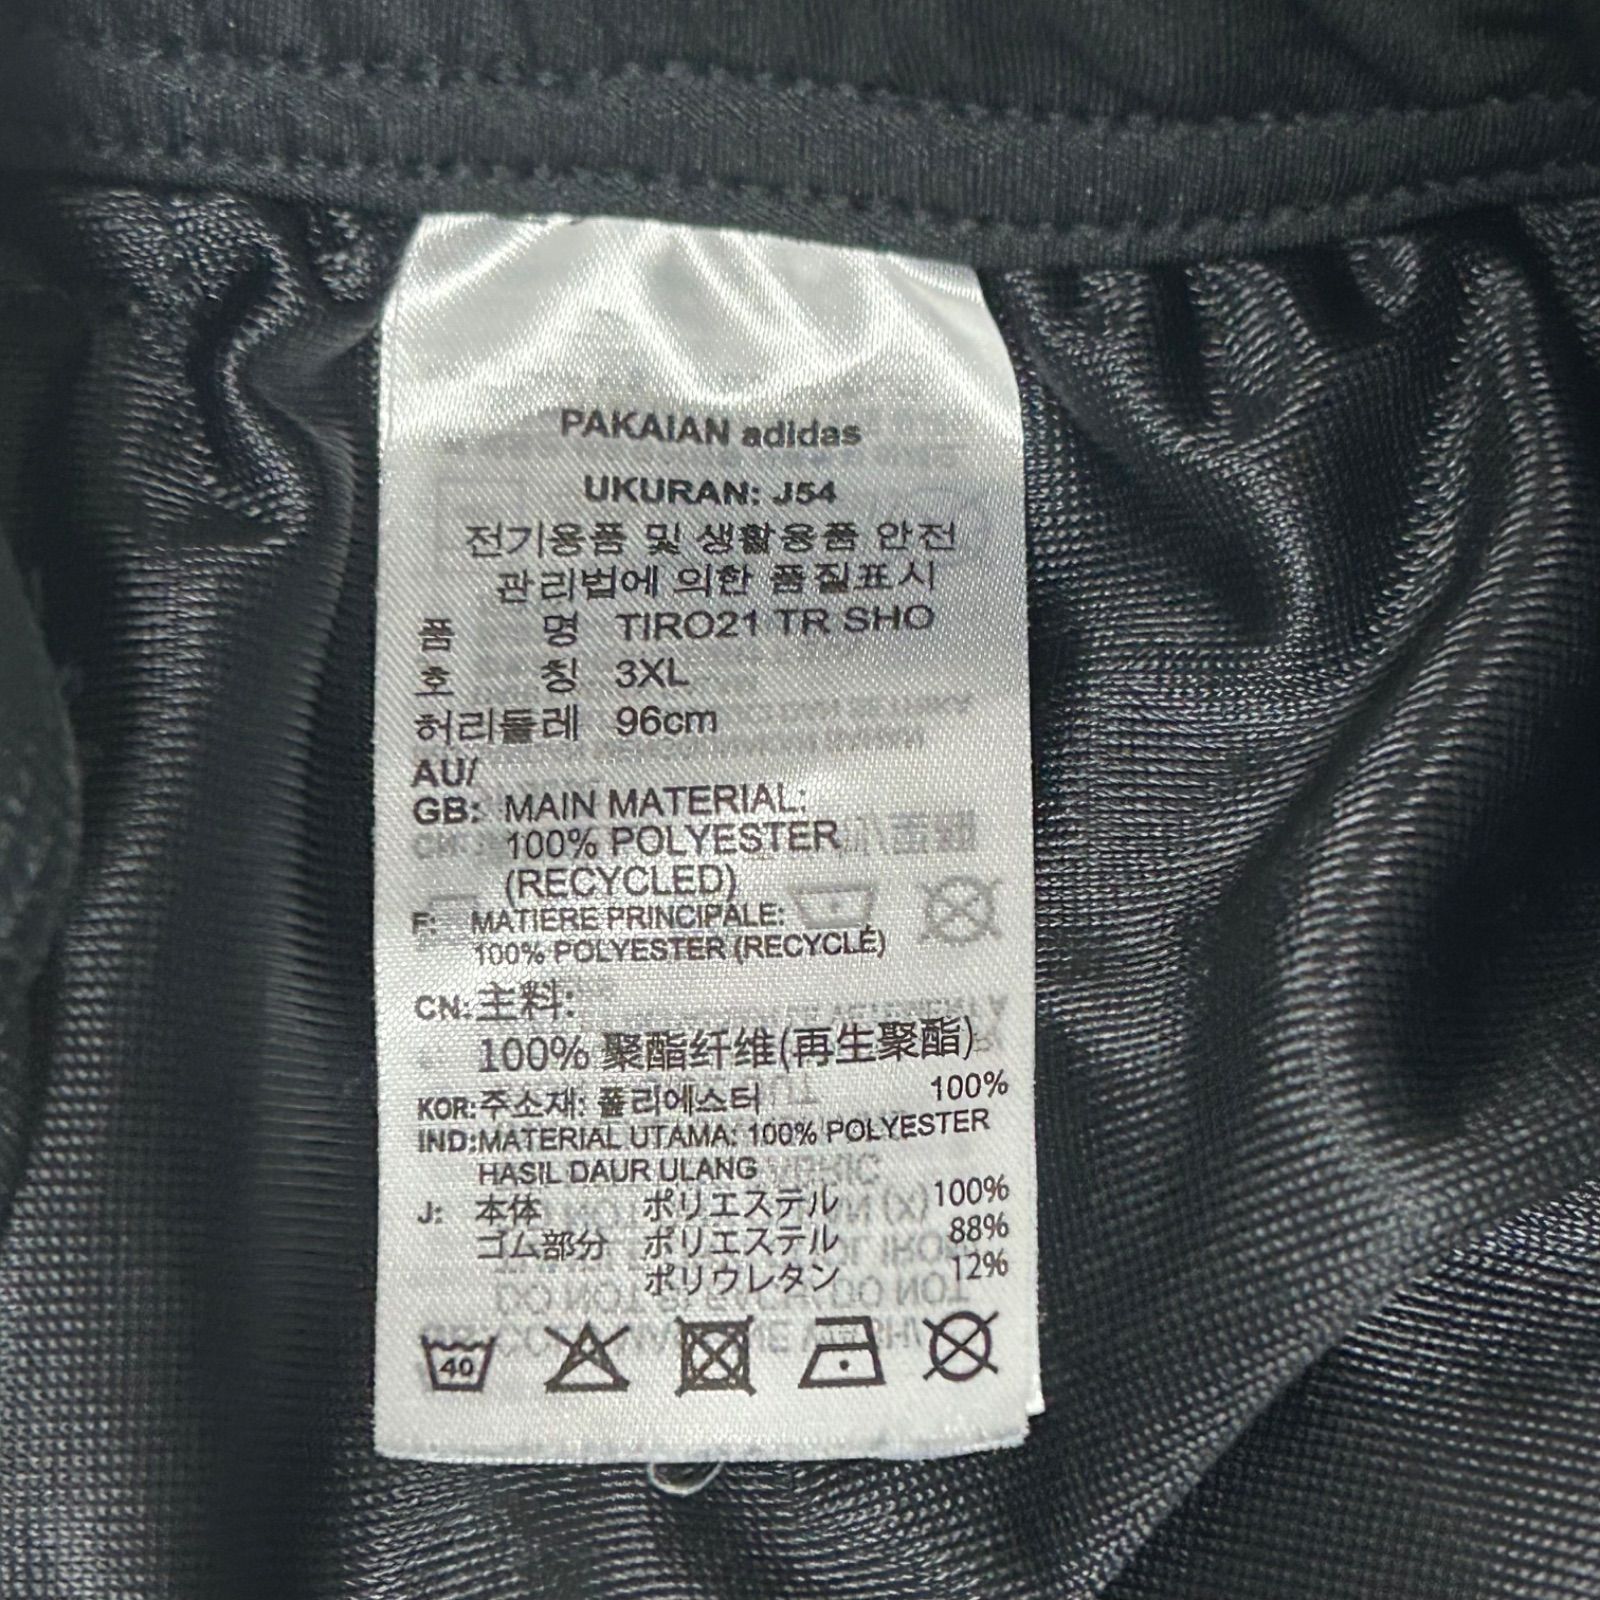 PAKAIAN adidas
UKURAN: J54
전기용품 및 생활용품 안전
관리법에 의한 품질표시
품 명 TIRO21 TR SHO
호 칭 3XL
허리둘레 96cm
AU/
GB: MAIN MATERIAL:
100% POLYESTER
(RECYCLED)
F: MATIÈRE PRINCIPALE:
100% POLYESTER (RECYCLÉ)
CN: 主料:
100% 聚酯纤维(再生聚酯)
KOR: 주소재: 폴리에스터 100%
IND: MATERIAL UTAMA: 100% POLYESTER
HASIL DAUR ULANG
J: 本体 ポリエステル 100%
ゴム部分 ポリエステル 88%
ポリウレタン 12%
40